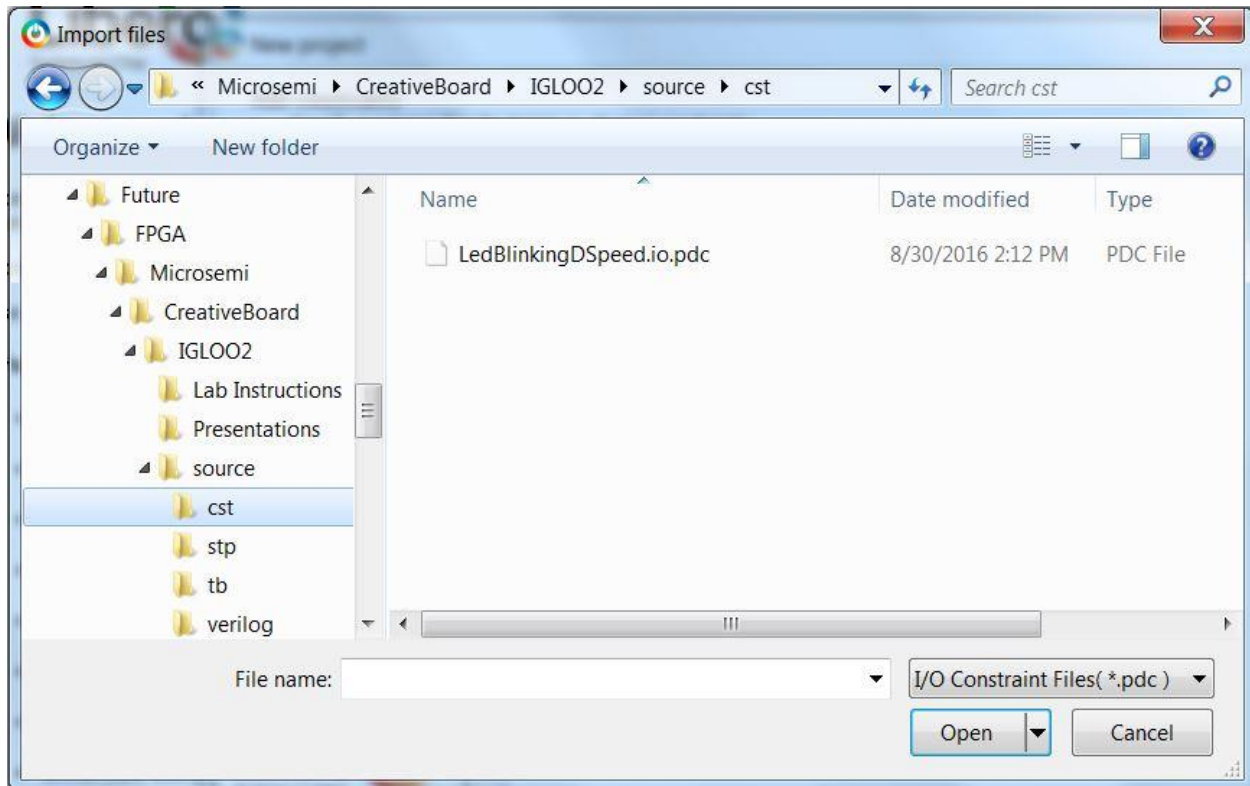 Import files
« Microsemi ▸ CreativeBoard ▸ IGLOO2 ▸ source ▸ cst
Search cst
Organize
New folder
Future
FPGA
Microsemi
CreativeBoard
IGLOO2
Lab Instructions
Presentations
source
cst
stp
tb
verilog
Name Date modified Type
LedBlinkingDSpeed.io.pdc 8/30/2016 2:12 PM PDC File
File name:
I/O Constraint Files( *.pdc )
Open Cancel